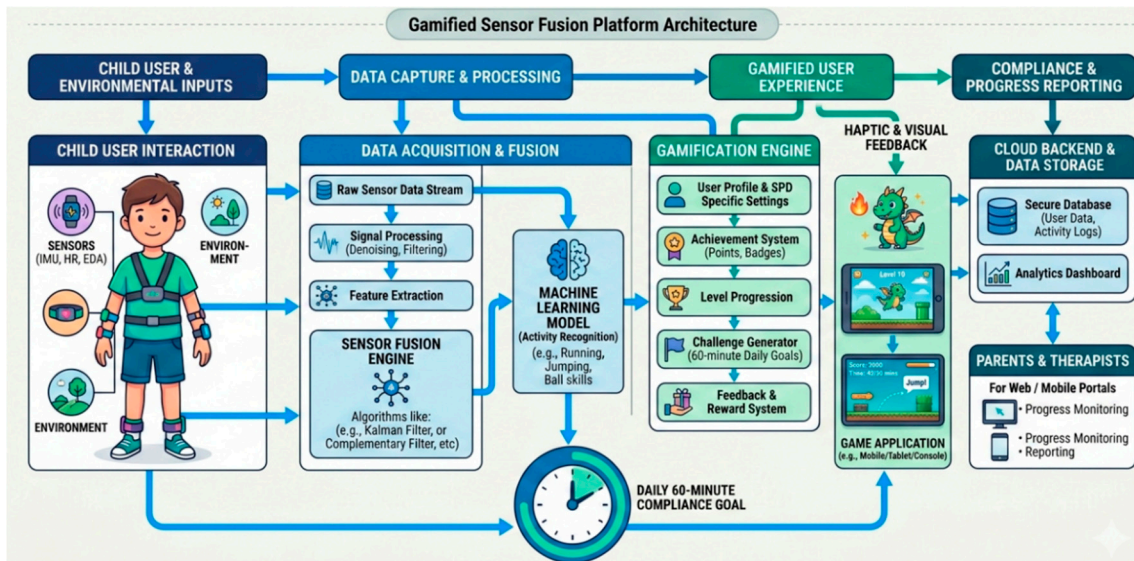 Gamified Sensor Fusion Platform Architecture
CHILD USER &
ENVIRONMENTAL INPUTS
DATA CAPTURE & PROCESSING
GAMIFIED USER
EXPERIENCE
COMPLIANCE &
PROGRESS REPORTING
CHILD USER INTERACTION
SENSORS
(IMU, HR, EDA)
ENVIRON-
MENT
ENVIRONMENT
DATA ACQUISITION & FUSION
Raw Sensor Data Stream
Signal Processing
(Denoising, Filtering)
Feature Extraction
SENSOR FUSION
ENGINE
Algorithms like:
(e.g., Kalman Filter, or
Complementary Filter, etc)
MACHINE
LEARNING
MODEL
(Activity Recognition)
(e.g., Running,
Jumping,
Ball skills)
GAMIFICATION ENGINE
User Profile & SPD
Specific Settings
Achievement System
(Points, Badges)
Level Progression
Challenge Generator
(60-minute Daily Goals)
Feedback &
Reward System
HAPTIC & VISUAL
FEEDBACK
Level 10
Jump!
GAME APPLICATION
(e.g., Mobile/Tablet/Console)
CLOUD BACKEND &
DATA STORAGE
Secure Database
(User Data,
Activity Logs)
Analytics Dashboard
PARENTS & THERAPISTS
For Web / Mobile Portals
• Progress Monitoring
• Progress Monitoring
• Reporting
DAILY 60-MINUTE
COMPLIANCE GOAL